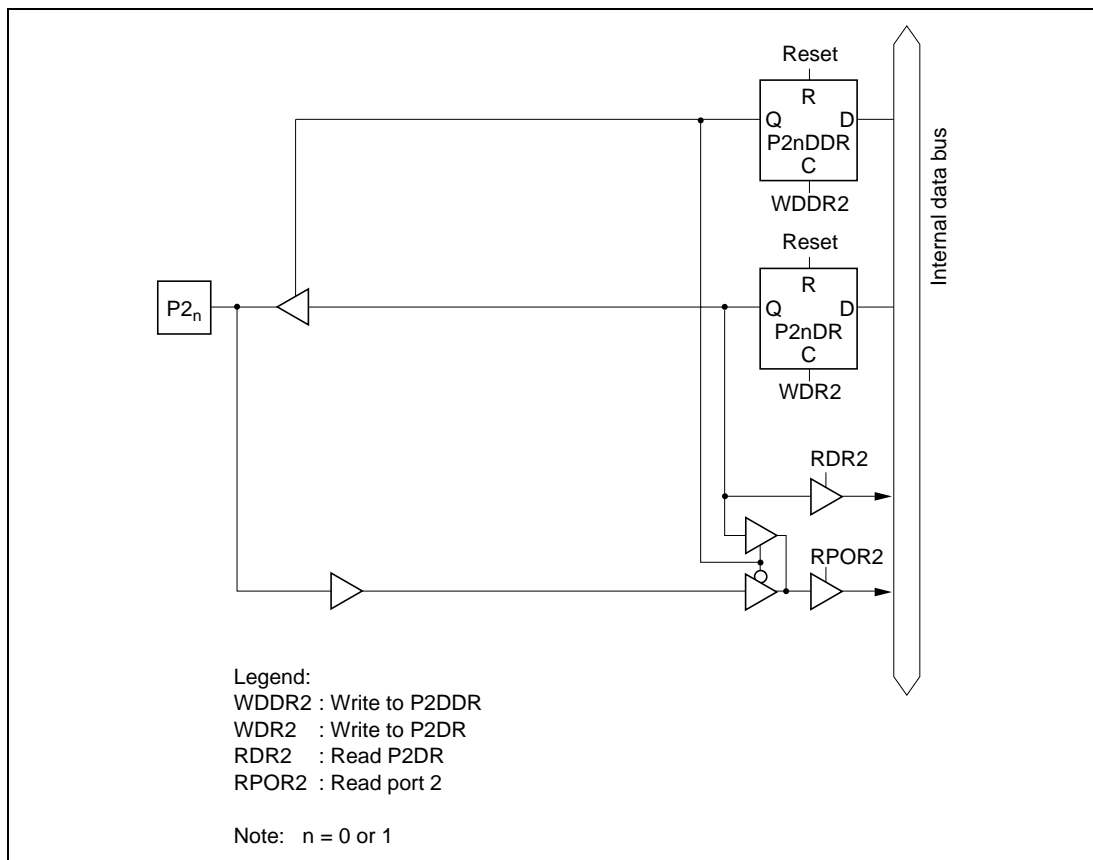 Reset
R
Q D
P2nDDR
C
WDDR2
Internal data bus
Reset
R
P2n
Q D
P2nDR
C
WDR2
RDR2
RPOR2
Legend:
WDDR2 : Write to P2DDR
WDR2 : Write to P2DR
RDR2 : Read P2DR
RPOR2 : Read port 2
Note: n = 0 or 1